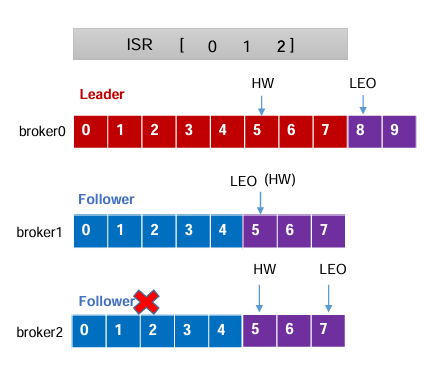 ISR [ 0 1 2 ]
Leader
HW LEO
broker0 0 1 2 3 4 5 6 7 8 9
LEO (HW)
Follower
broker1 0 1 2 3 4 5 6 7
HW LEO
Follower
broker2 0 1 2 3 4 5 6 7